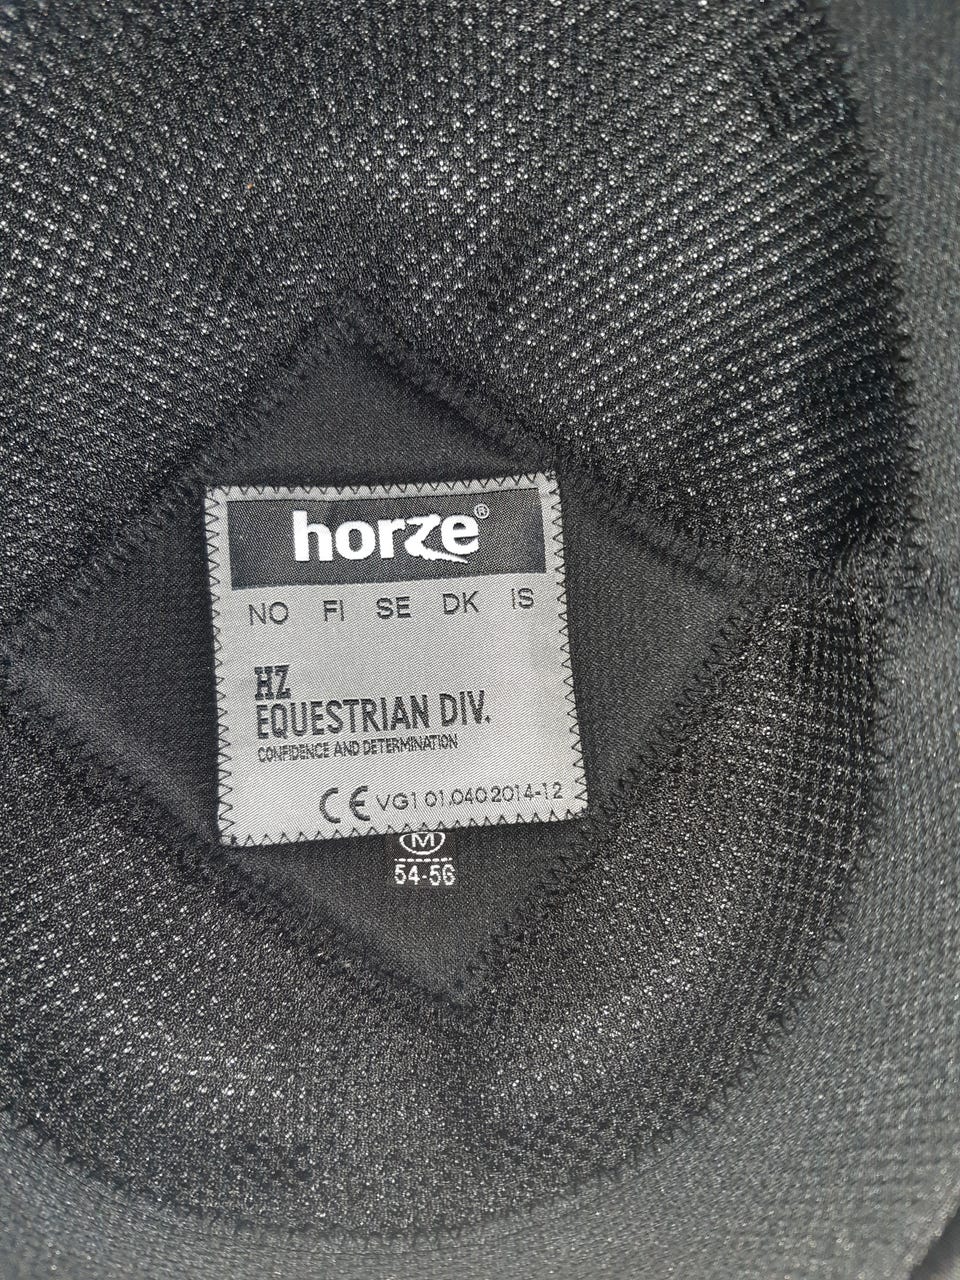 horze®
NO FI SE DK IS
HZ
EQUESTRIAN DIV.
CONFIDENCE AND DETERMINATION
CE VG1 01.040 2014-12
M
54-56